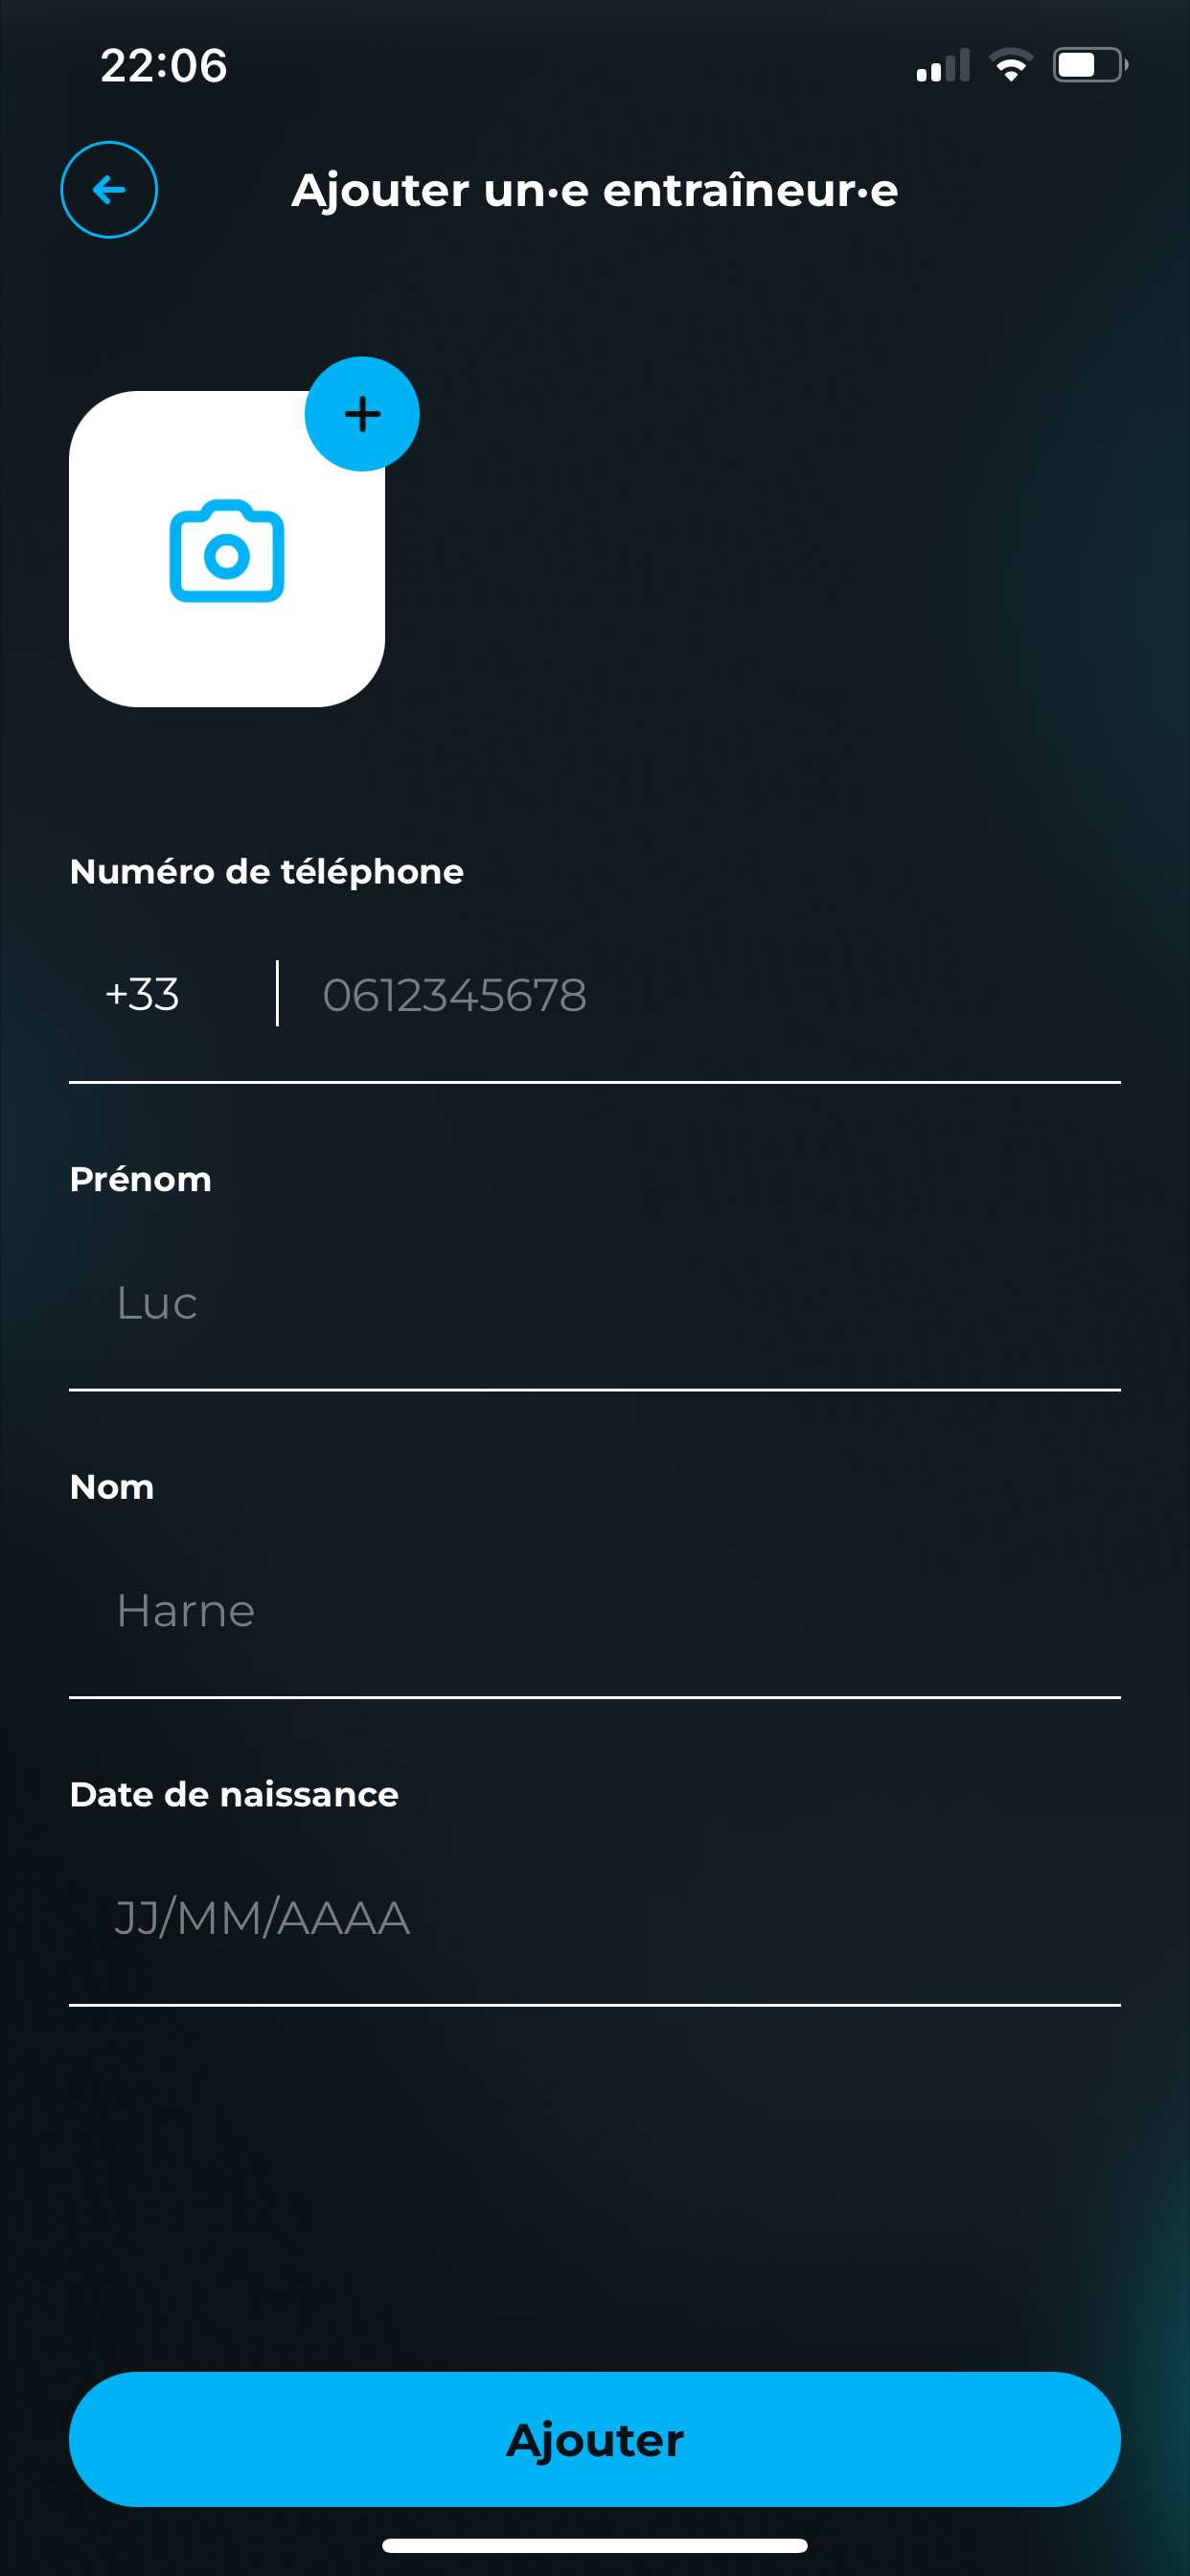 22:06
Ajouter un·e entraîneur·e
Numéro de téléphone
+33 0612345678
Prénom
Luc
Nom
Harne
Date de naissance
JJ/MM/AAAA
Ajouter